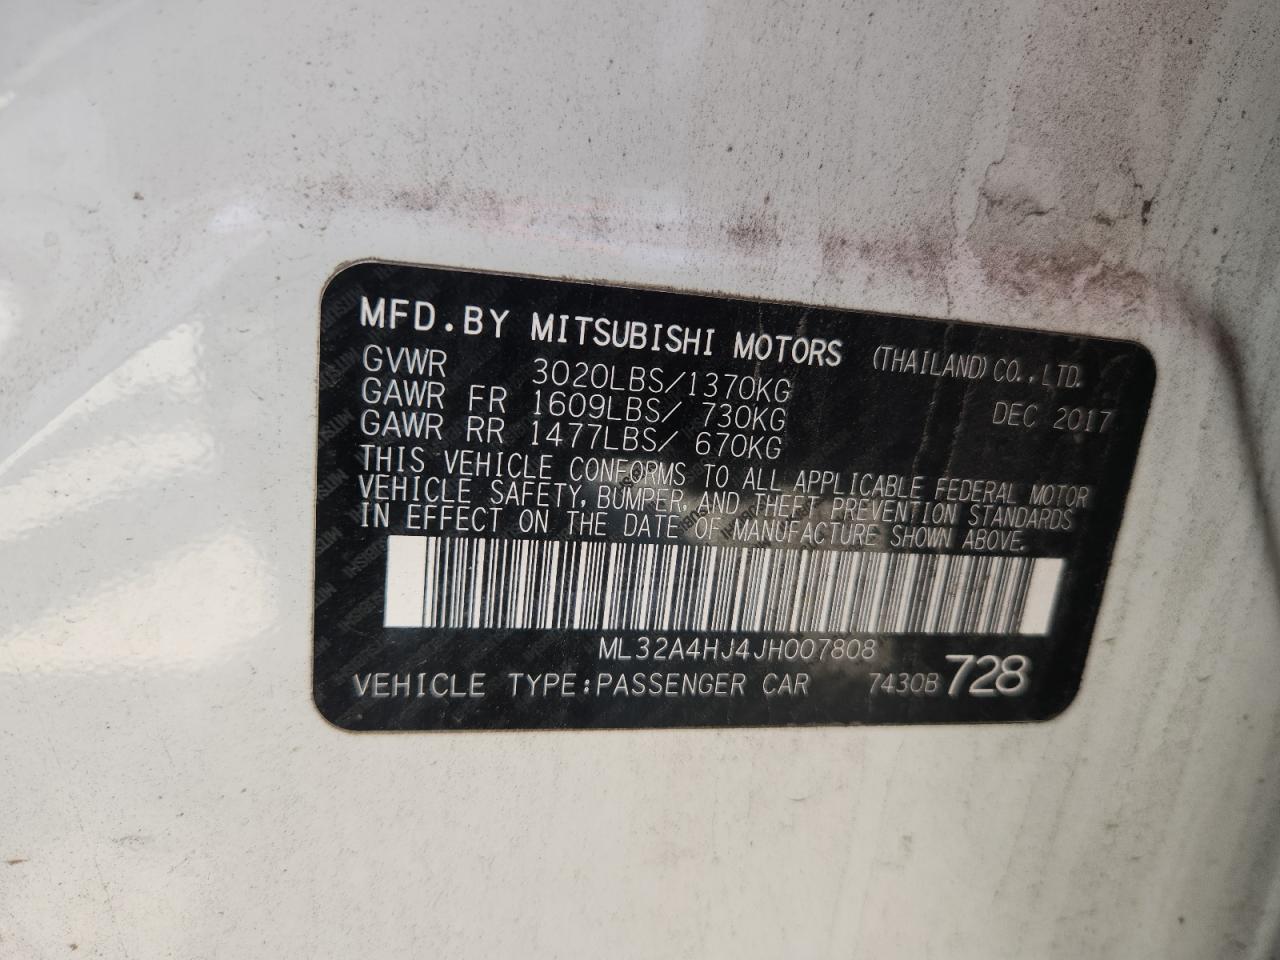 MFD.BY MITSUBISHI MOTORS (THAILAND)CO.,LTD.
GVWR 3020LBS/1370KG
GAWR FR 1609LBS/ 730KG DEC 2017
GAWR RR 1477LBS/ 670KG
THIS VEHICLE CONFORMS TO ALL APPLICABLE FEDERAL MOTOR
VEHICLE SAFETY, BUMPER, AND THEFT PREVENTION STANDARDS
IN EFFECT ON THE DATE OF MANUFACTURE SHOWN ABOVE.
ML32A4HJ4JH007808
VEHICLE TYPE:PASSENGER CAR 7430B 728